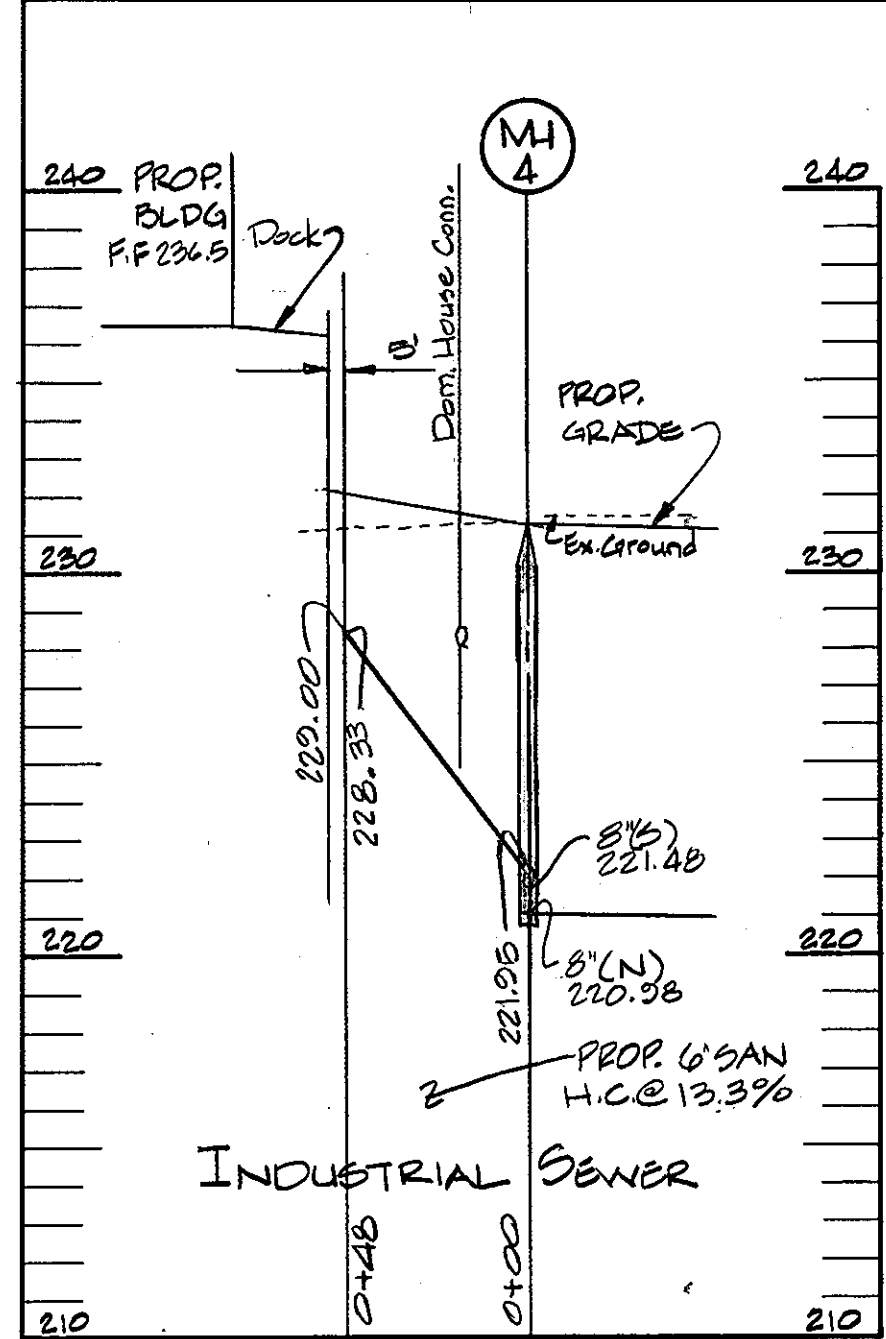 MH
4
240
PROP.
BLDG
F.F 236.5
Dock
Dom. House Conn.
240
5'
PROP.
GRADE
Ex. Ground
230
230
229.00
228.33
221.95
8"(S)
221.48
220
220
8"(N)
220.98
PROP. 6" SAN
H.C. @ 13.3%
INDUSTRIAL SEWER
0+48
0+00
210
210